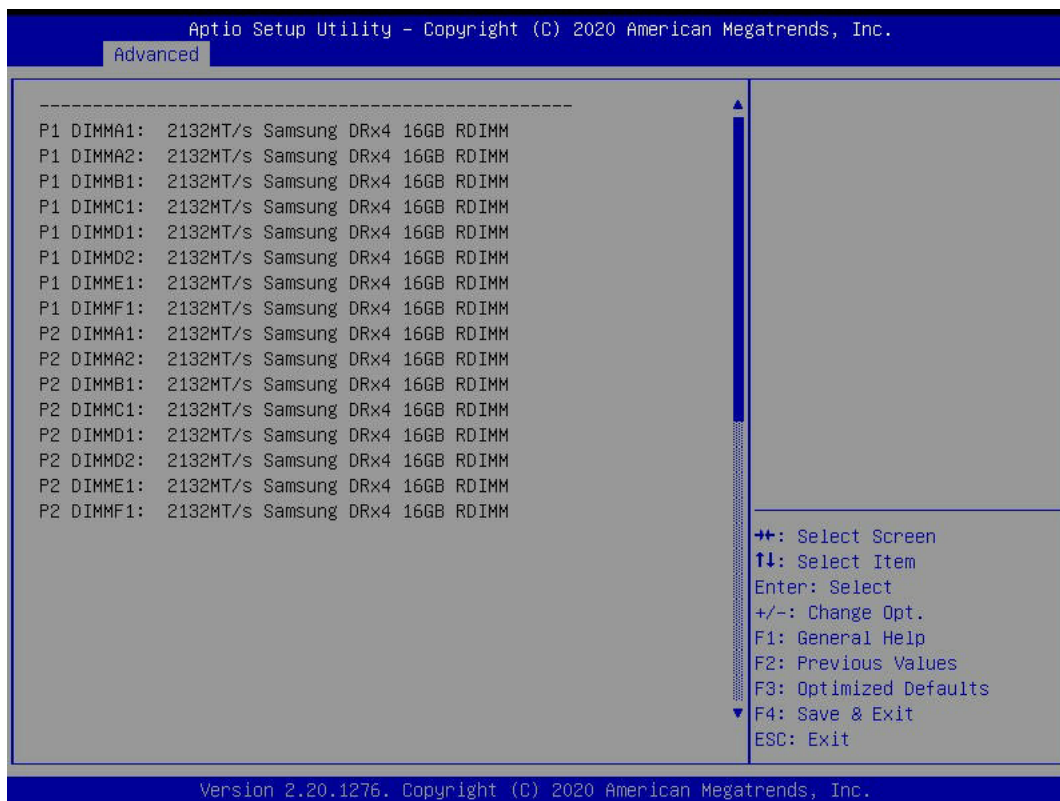 Aptio Setup Utility – Copyright (C) 2020 American Megatrends, Inc.
Advanced
--------------------------------------------------
P1 DIMMA1: 2132MT/s Samsung DRx4 16GB RDIMM
P1 DIMMA2: 2132MT/s Samsung DRx4 16GB RDIMM
P1 DIMMB1: 2132MT/s Samsung DRx4 16GB RDIMM
P1 DIMMC1: 2132MT/s Samsung DRx4 16GB RDIMM
P1 DIMMD1: 2132MT/s Samsung DRx4 16GB RDIMM
P1 DIMMD2: 2132MT/s Samsung DRx4 16GB RDIMM
P1 DIMME1: 2132MT/s Samsung DRx4 16GB RDIMM
P1 DIMMF1: 2132MT/s Samsung DRx4 16GB RDIMM
P2 DIMMA1: 2132MT/s Samsung DRx4 16GB RDIMM
P2 DIMMA2: 2132MT/s Samsung DRx4 16GB RDIMM
P2 DIMMB1: 2132MT/s Samsung DRx4 16GB RDIMM
P2 DIMMC1: 2132MT/s Samsung DRx4 16GB RDIMM
P2 DIMMD1: 2132MT/s Samsung DRx4 16GB RDIMM
P2 DIMMD2: 2132MT/s Samsung DRx4 16GB RDIMM
P2 DIMME1: 2132MT/s Samsung DRx4 16GB RDIMM
P2 DIMMF1: 2132MT/s Samsung DRx4 16GB RDIMM
→←: Select Screen
↑↓: Select Item
Enter: Select
+/-: Change Opt.
F1: General Help
F2: Previous Values
F3: Optimized Defaults
F4: Save & Exit
ESC: Exit
Version 2.20.1276. Copyright (C) 2020 American Megatrends, Inc.